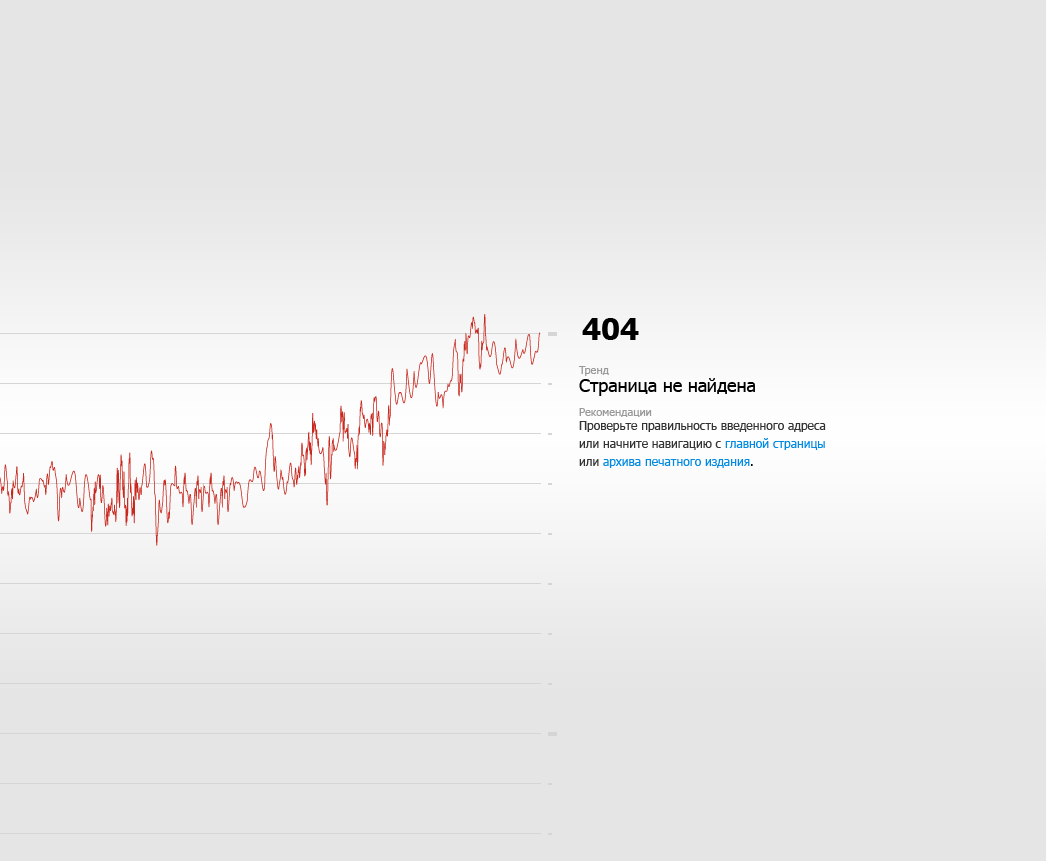 404
Тренд
Страница не найдена
Рекомендации
Проверьте правильность введенного адреса
или начните навигацию с главной страницы
или архива печатного издания.